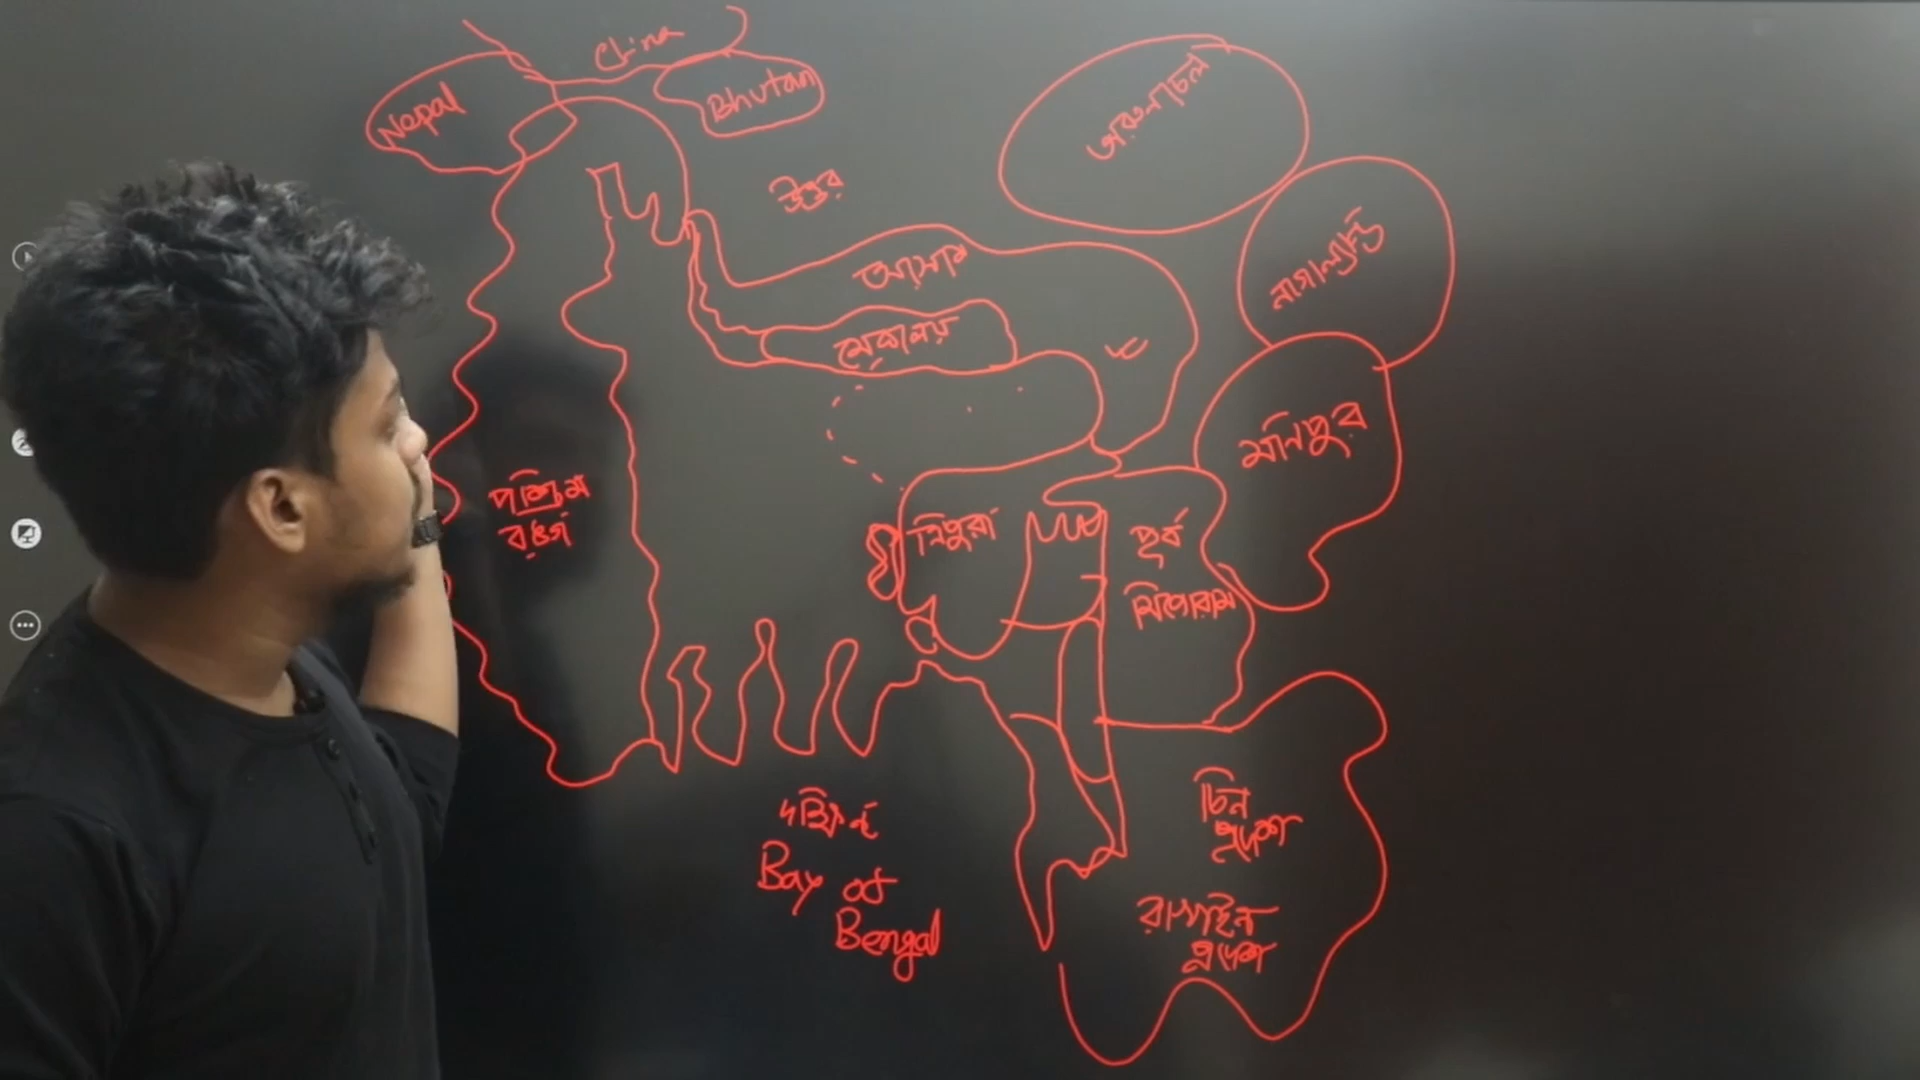 China
Nepal
Bhutan
অরুনাচল
উত্তর
নাগাল্যান্ড
আসাম
মেঘালয়
মনিপুর
পশ্চিম
বঙ্গ
ত্রিপুরা
পূর্ব
মিজোরাম
চিন
প্রদেশ
দক্ষিন
Bay of
Bengal
রাখাইন
প্রদেশ